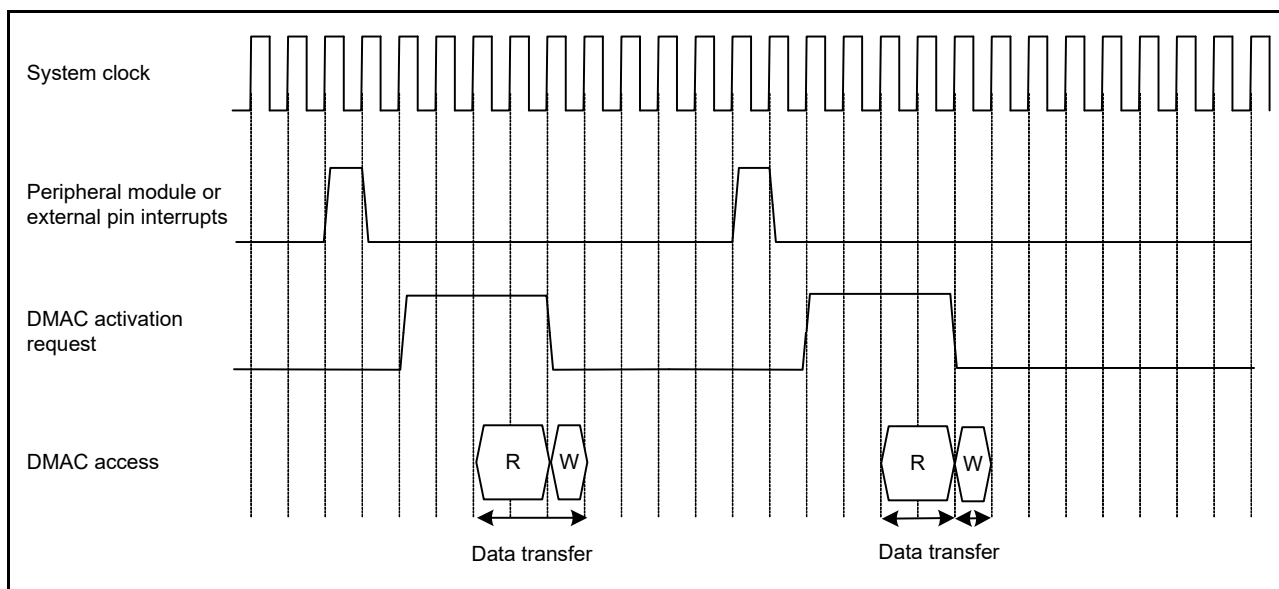 System clock
Peripheral module or
external pin interrupts
DMAC activation
request
DMAC access
R
W
R
W
Data transfer
Data transfer